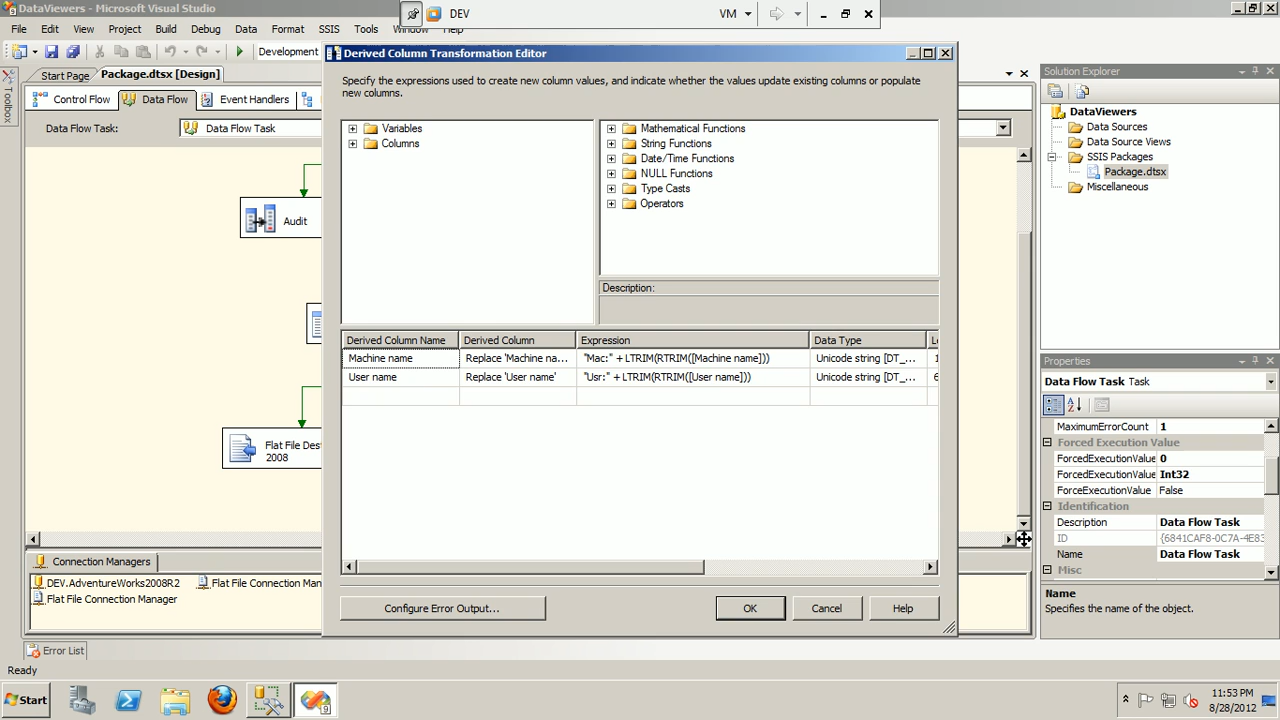 DataViewers - Microsoft Visual Studio
DEV
VM
File Edit View Project Build Debug Data Format SSIS Tools Window Help
Development
Derived Column Transformation Editor
Specify the expressions used to create new column values, and indicate whether the values update existing columns or populate
new columns.
Toolbox
Start Page
Package.dtsx [Design]
Control Flow
Data Flow
Event Handlers
Data Flow Task:
Data Flow Task
Audit
Flat File Des
2008
Variables
Columns
Mathematical Functions
String Functions
Date/Time Functions
NULL Functions
Type Casts
Operators
Description:
Derived Column Name Derived Column Expression Data Type
Machine name Replace 'Machine na... "Mac:" + LTRIM(RTRIM([Machine name])) Unicode string [DT_...
User name Replace 'User name' "Usr:" + LTRIM(RTRIM([User name])) Unicode string [DT_...
Configure Error Output...
OK
Cancel
Help
Connection Managers
DEV.AdventureWorks2008R2
Flat File Connection Man
Flat File Connection Manager
Error List
Ready
Solution Explorer
DataViewers
Data Sources
Data Source Views
SSIS Packages
Package.dtsx
Miscellaneous
Properties
Data Flow Task Task
MaximumErrorCount 1
Forced Execution Value
ForcedExecutionValue 0
ForcedExecutionValue Int32
ForceExecutionValue False
Identification
Description Data Flow Task
ID {6841CAF8-0C7A-4E83
Name Data Flow Task
Misc
Name
Specifies the name of the object.
Start
11:53 PM
8/28/2012